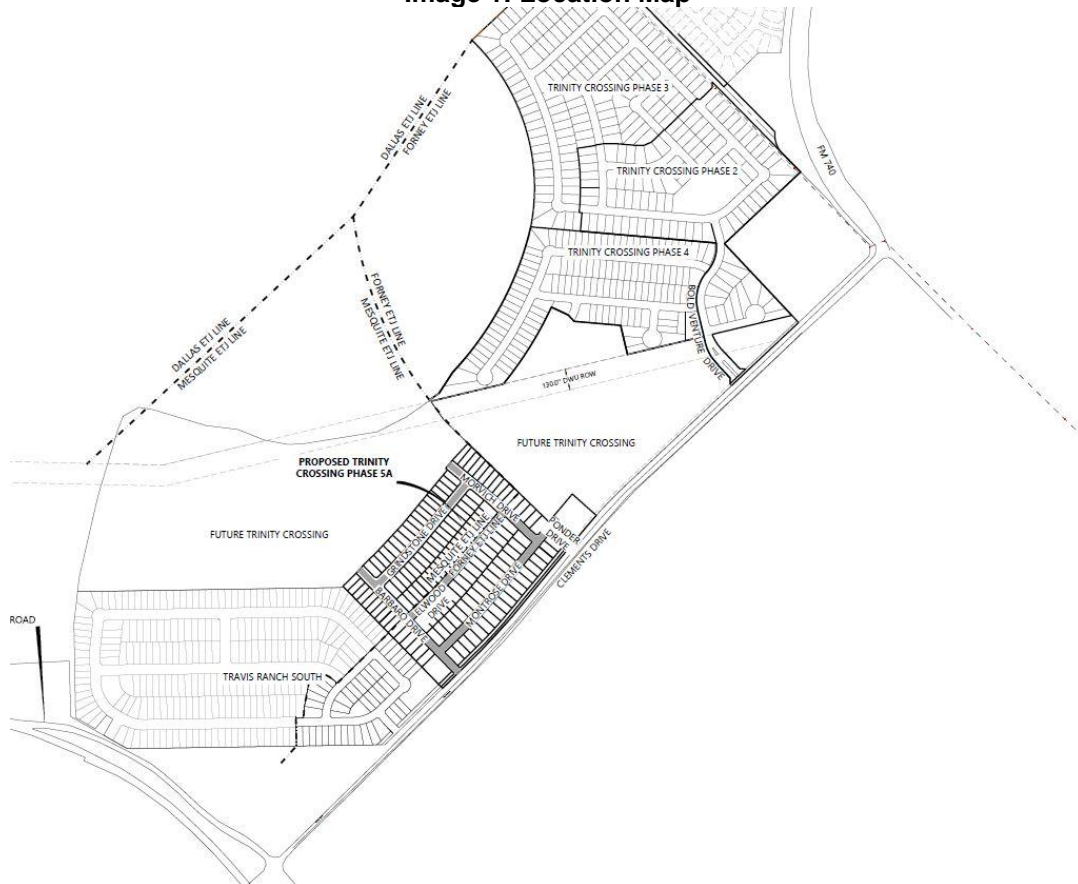 Image 1: Location Map
TRINITY CROSSING PHASE 3
DALLAS ETJ LINE
FORNEY ETJ LINE
FM 740
TRINITY CROSSING PHASE 2
TRINITY CROSSING PHASE 4
FORNEY ETJ LINE
MESQUITE ETJ LINE
BOLD VENTURE DRIVE
DALLAS ETJ LINE
MESQUITE ETJ LINE
130.0' DWU ROW
FUTURE TRINITY CROSSING
PROPOSED TRINITY
CROSSING PHASE 5A
MORVICH DRIVE
PONDER
DRIVE
CLEMENTS DRIVE
FUTURE TRINITY CROSSING
GRINDSTONE DRIVE
MESQUITE ETJ LINE
FORNEY ETJ LINE
ELWOOD
DRIVE
BARBARO DRIVE
MONTROSE DRIVE
ROAD
TRAVIS RANCH SOUTH